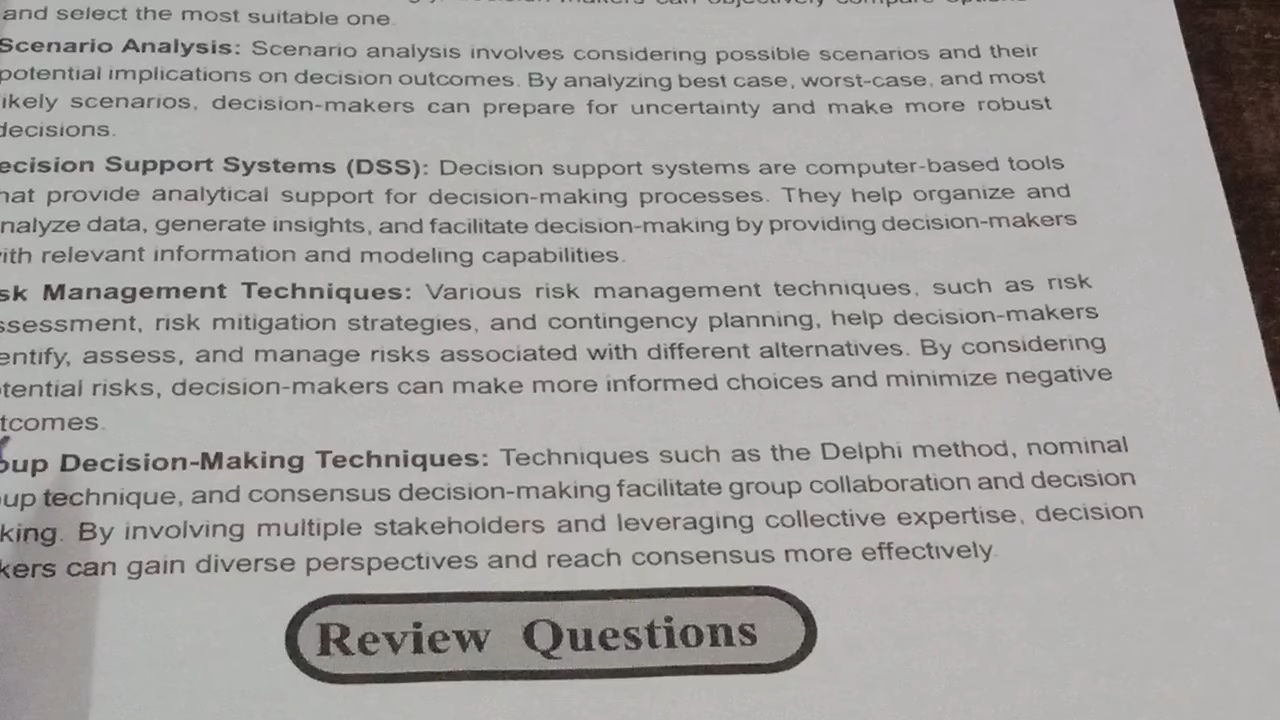 and select the most suitable one.
Scenario Analysis: Scenario analysis involves considering possible scenarios and their
potential implications on decision outcomes. By analyzing best case, worst-case, and most
ikely scenarios, decision-makers can prepare for uncertainty and make more robust
decisions.
ecision Support Systems (DSS): Decision support systems are computer-based tools
hat provide analytical support for decision-making processes. They help organize and
nalyze data, generate insights, and facilitate decision-making by providing decision-makers
ith relevant information and modeling capabilities.
sk Management Techniques: Various risk management techniques, such as risk
ssessment, risk mitigation strategies, and contingency planning, help decision-makers
entify, assess, and manage risks associated with different alternatives. By considering
tential risks, decision-makers can make more informed choices and minimize negative
tcomes.
oup Decision-Making Techniques: Techniques such as the Delphi method, nominal
up technique, and consensus decision-making facilitate group collaboration and decision
king. By involving multiple stakeholders and leveraging collective expertise, decision
kers can gain diverse perspectives and reach consensus more effectively.
Review Questions